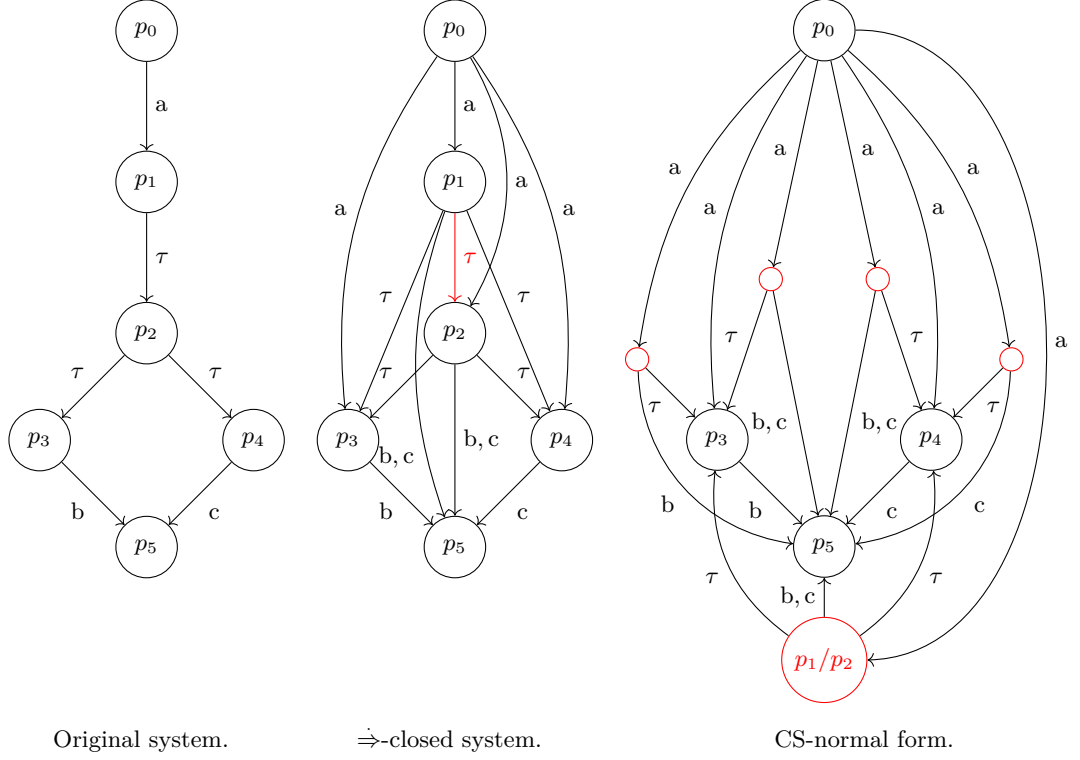 p₀
a
p₁
τ
p₂
τ τ
p₃ p₄
b c
p₅
Original system.
p₀
a
p₁
a a a
τ
τ τ
p₂
τ τ
p₃ p₄
b, c b, c
b c
p₅
⇒̇-closed system.
p₀
a a a a
a a
a
τ τ
τ τ
b, c b, c
p₃ p₄
b b c c
p₅
τ τ
b, c
p₁/p₂
CS-normal form.